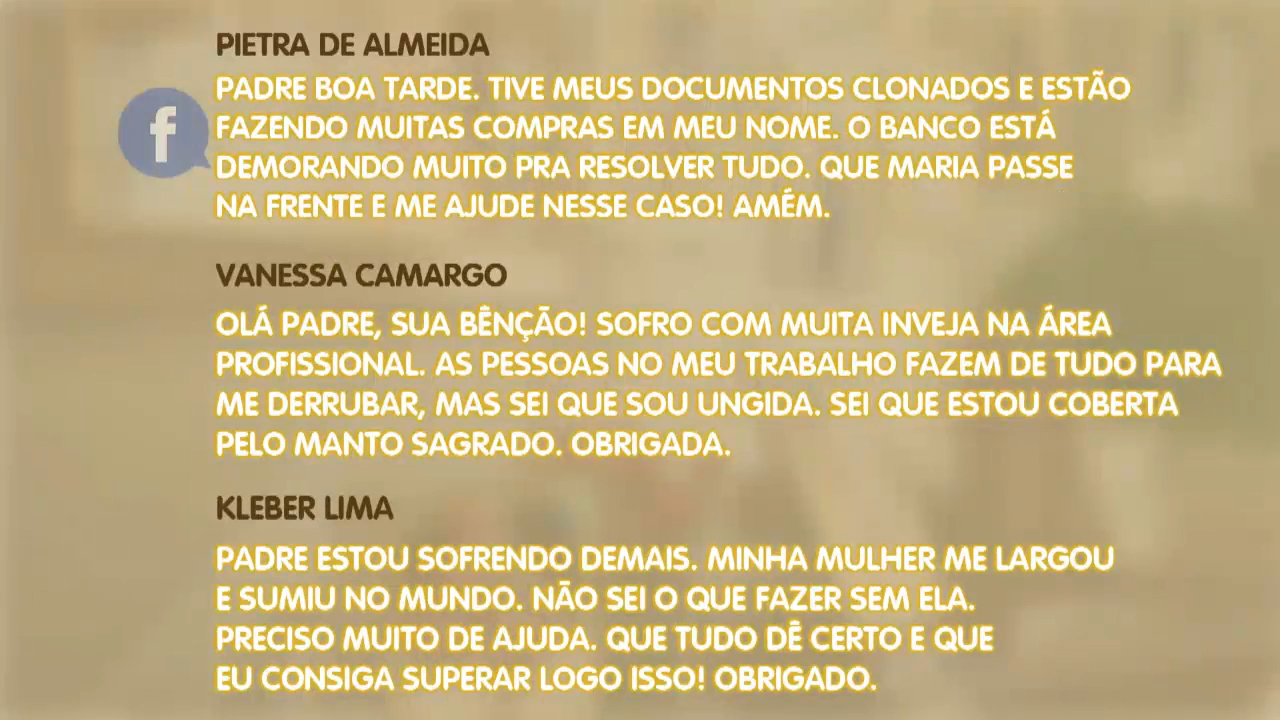 PIETRA DE ALMEIDA
f
PADRE BOA TARDE. TIVE MEUS DOCUMENTOS CLONADOS E ESTÃO
FAZENDO MUITAS COMPRAS EM MEU NOME. O BANCO ESTÁ
DEMORANDO MUITO PRA RESOLVER TUDO. QUE MARIA PASSE
NA FRENTE E ME AJUDE NESSE CASO! AMÉM.
VANESSA CAMARGO
OLÁ PADRE, SUA BÊNÇÃO! SOFRO COM MUITA INVEJA NA ÁREA
PROFISSIONAL. AS PESSOAS NO MEU TRABALHO FAZEM DE TUDO PARA
ME DERRUBAR, MAS SEI QUE SOU UNGIDA. SEI QUE ESTOU COBERTA
PELO MANTO SAGRADO. OBRIGADA.
KLEBER LIMA
PADRE ESTOU SOFRENDO DEMAIS. MINHA MULHER ME LARGOU
E SUMIU NO MUNDO. NÃO SEI O QUE FAZER SEM ELA.
PRECISO MUITO DE AJUDA. QUE TUDO DÊ CERTO E QUE
EU CONSIGA SUPERAR LOGO ISSO! OBRIGADO.